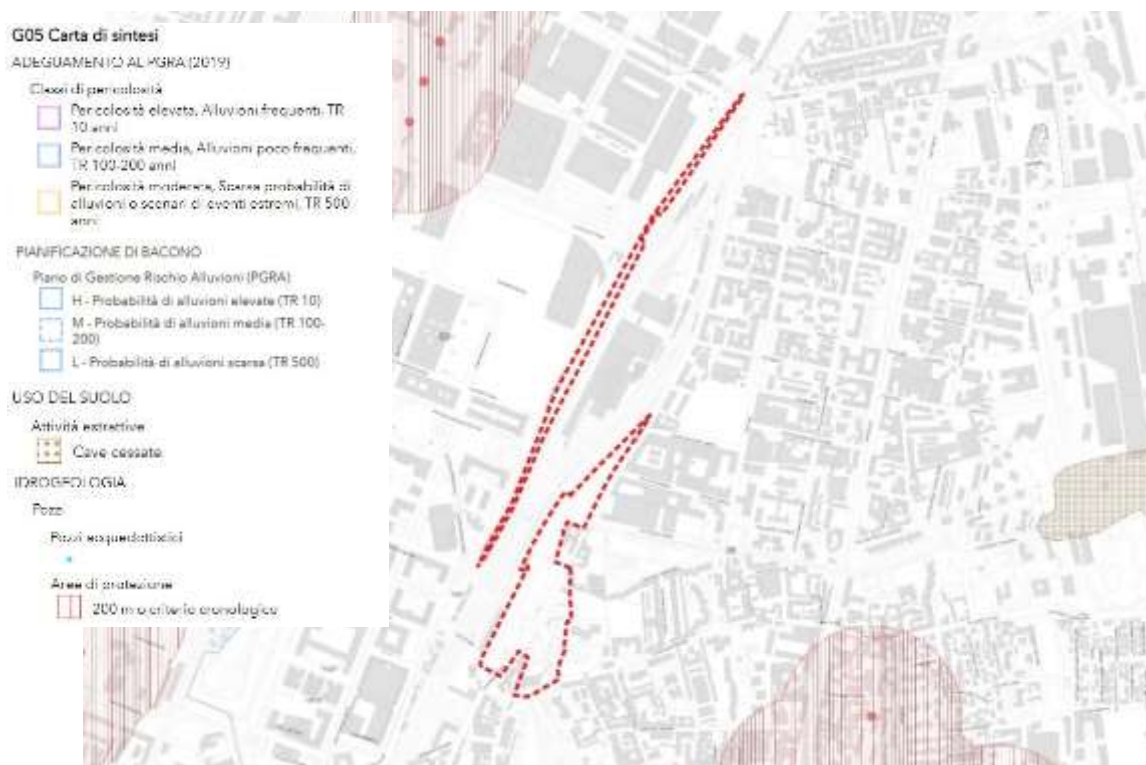 G05 Carta di sintesi
ADEGUAMENTO AL PGRA (2019)
Classi di pericolosità
Pericolosità elevata, Alluvioni frequenti, TR
10 anni
Pericolosità media, Alluvioni poco frequenti,
TR 100-200 anni
Pericolosità moderata, Scarsa probabilità di
alluvioni o scenari di eventi estremi, TR 500
anni
PIANIFICAZIONE DI BACONO
Piano di Gestione Rischio Alluvioni (PGRA)
H - Probabilità di alluvioni elevate (TR 10)
M - Probabilità di alluvioni media (TR 100-
200)
L - Probabilità di alluvioni scarsa (TR 500)
USO DEL SUOLO
Attività estrattive
Cave cessate
IDROGEOLOGIA
Pozzi
Pozzi acquedottistici
Aree di protezione
200 m o criterio cronologico